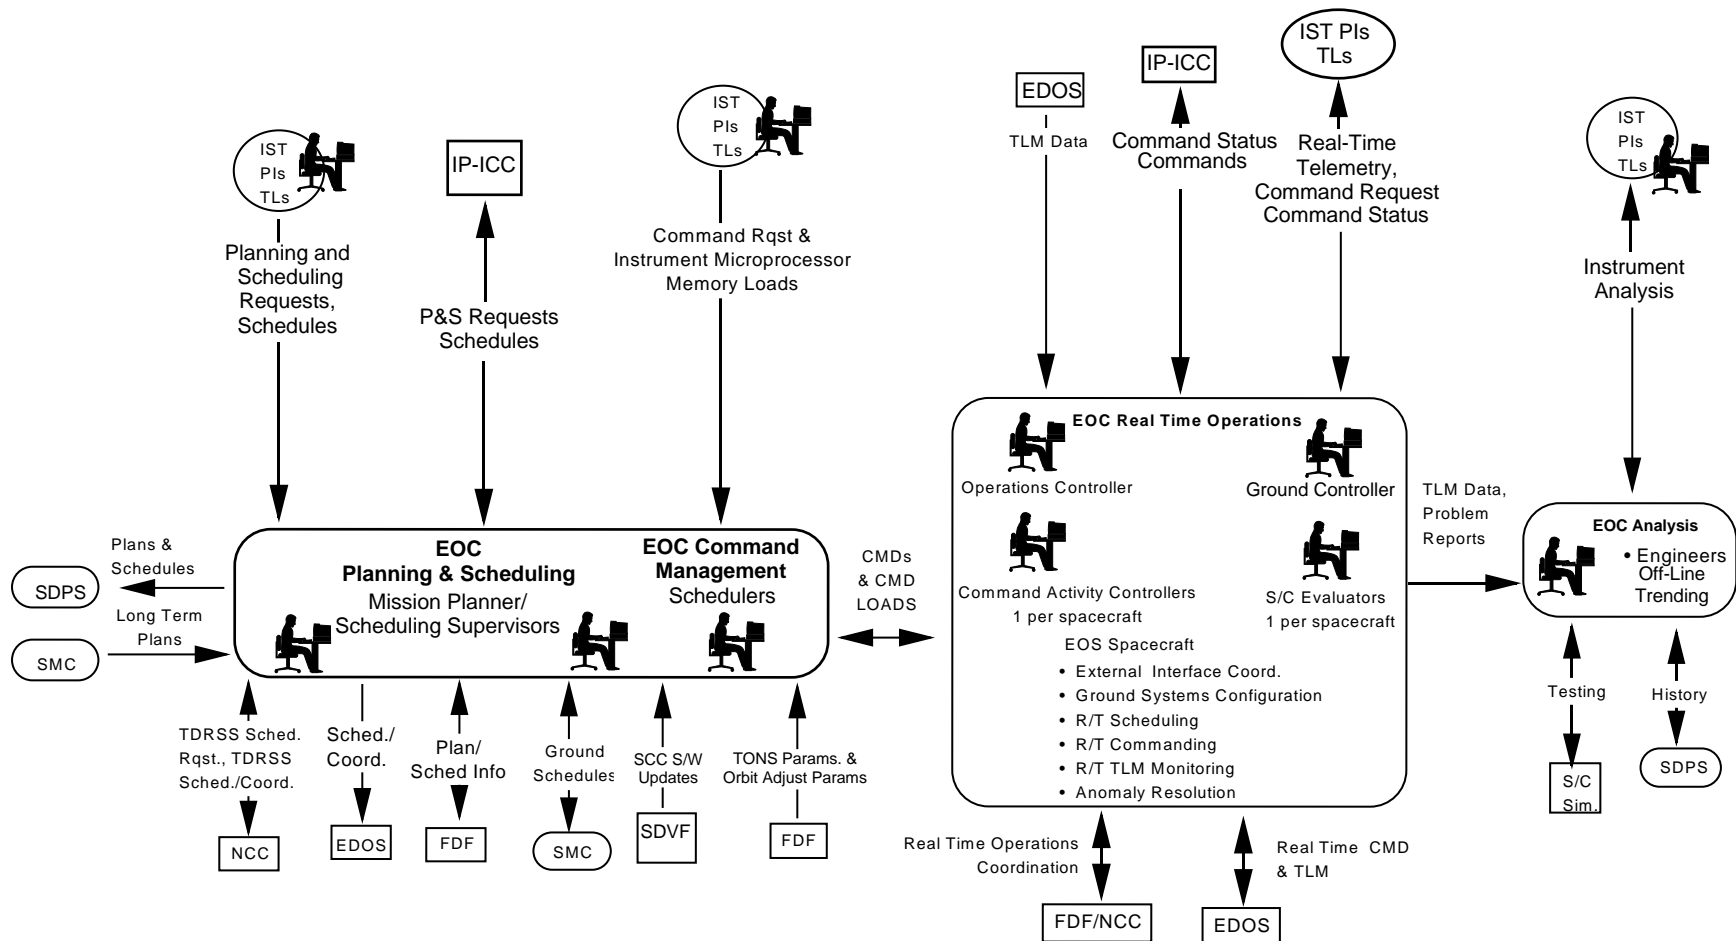 IST
PIs
TLs
Planning and
Scheduling
Requests,
Schedules
IP-ICC
P&S Requests
Schedules
IST
PIs
TLs
Command Rqst &
Instrument Microprocessor
Memory Loads
EDOS
TLM Data
IP-ICC
Command Status
Commands
IST PIs
TLs
Real-Time
Telemetry,
Command Request
Command Status
IST
PIs
TLs
Instrument
Analysis
Plans &
Schedules
SDPS
Long Term
Plans
SMC
EOC
Planning & Scheduling
Mission Planner/
Scheduling Supervisors
EOC Command
Management
Schedulers
CMDs
& CMD
LOADS
EOC Real Time Operations
Operations Controller
Ground Controller
Command Activity Controllers
1 per spacecraft
S/C Evaluators
1 per spacecraft
EOS Spacecraft
• External Interface Coord.
• Ground Systems Configuration
• R/T Scheduling
• R/T Commanding
• R/T TLM Monitoring
• Anomaly Resolution
TLM Data,
Problem
Reports
EOC Analysis
• Engineers
Off-Line
Trending
TDRSS Sched.
Rqst., TDRSS
Sched./Coord.
NCC
Sched./
Coord.
EDOS
Plan/
Sched Info
FDF
Ground
Schedules
SMC
SCC S/W
Updates
SDVF
TONS Params. &
Orbit Adjust Params
FDF
Real Time Operations
Coordination
FDF/NCC
Real Time CMD
& TLM
EDOS
Testing
S/C
Sim.
History
SDPS